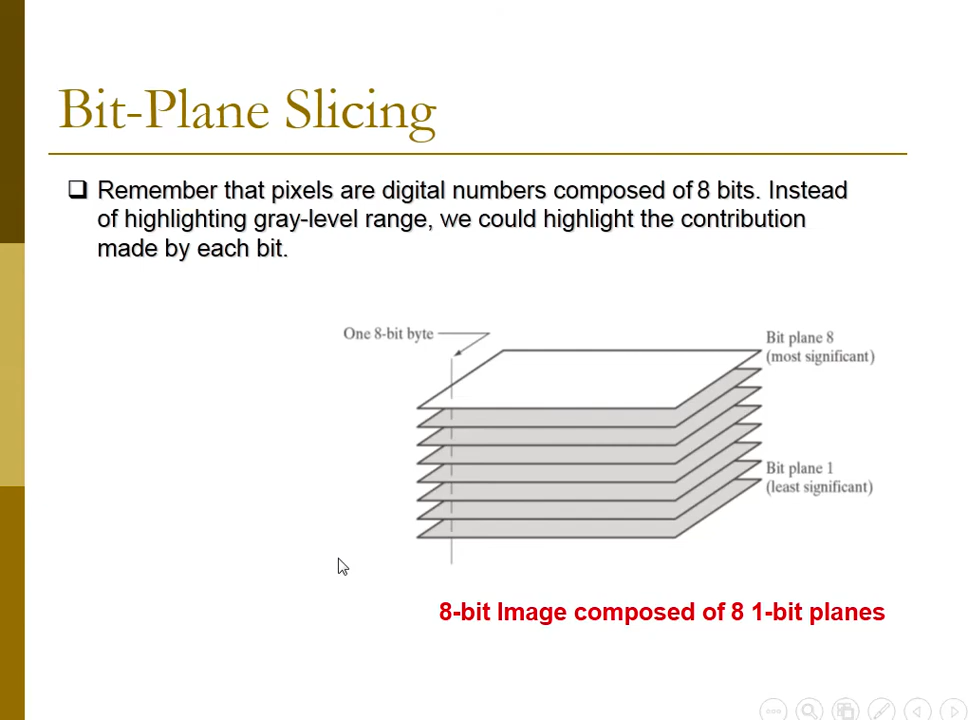 Bit-Plane Slicing
Remember that pixels are digital numbers composed of 8 bits. Instead
of highlighting gray-level range, we could highlight the contribution
made by each bit.
One 8-bit byte
Bit plane 8
(most significant)
Bit plane 1
(least significant)
8-bit Image composed of 8 1-bit planes